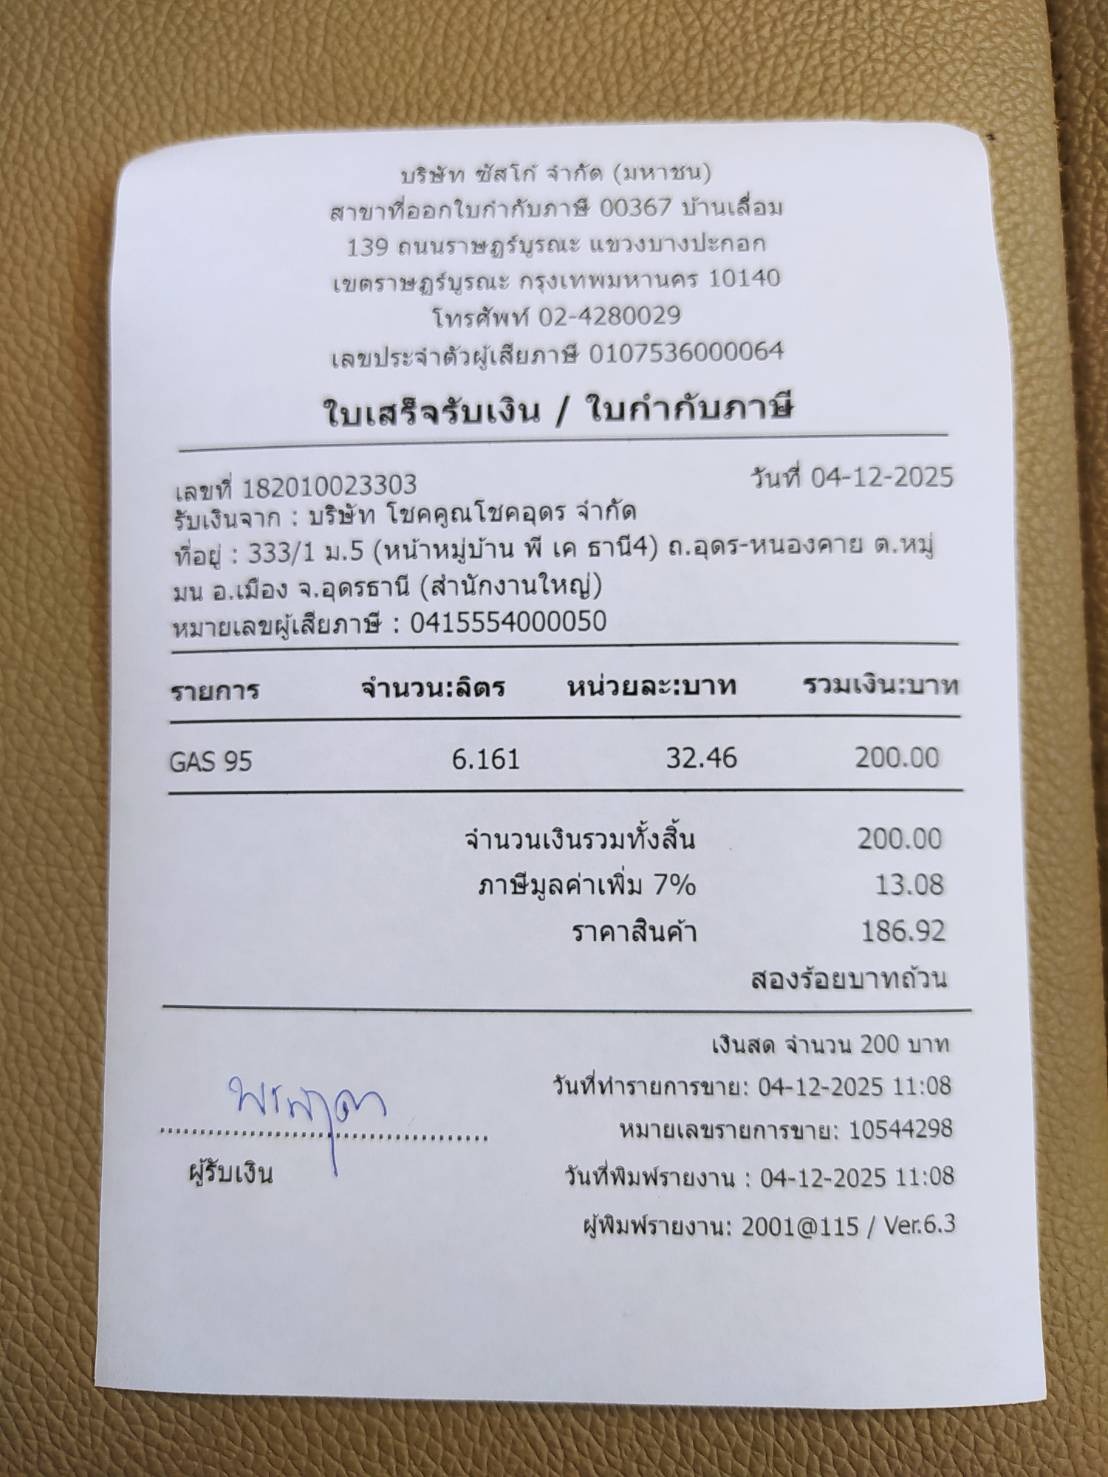 บริษัท ซัสโก้ จำกัด (มหาชน)
สาขาที่ออกใบกำกับภาษี 00367 บ้านเลื่อม
139 ถนนราษฎร์บูรณะ แขวงบางปะกอก
เขตราษฎร์บูรณะ กรุงเทพมหานคร 10140
โทรศัพท์ 02-4280029
เลขประจำตัวผู้เสียภาษี 0107536000064
ใบเสร็จรับเงิน / ใบกำกับภาษี
เลขที่ 182010023303 วันที่ 04-12-2025
รับเงินจาก : บริษัท โชคคูณโชคอุดร จำกัด
ที่อยู่ : 333/1 ม.5 (หน้าหมู่บ้าน พี เค ธานี4) ถ.อุดร-หนองคาย ต.หมู
มน อ.เมือง จ.อุดรธานี (สำนักงานใหญ่)
หมายเลขผู้เสียภาษี : 0415554000050
รายการ จำนวน:ลิตร หน่วยละ:บาท รวมเงิน:บาท
GAS 95 6.161 32.46 200.00
จำนวนเงินรวมทั้งสิ้น 200.00
ภาษีมูลค่าเพิ่ม 7% 13.08
ราคาสินค้า 186.92
สองร้อยบาทถ้วน
เงินสด จำนวน 200 บาท
วันที่ทำรายการขาย: 04-12-2025 11:08
หมายเลขรายการขาย: 10544298
ผู้รับเงิน
วันที่พิมพ์รายงาน : 04-12-2025 11:08
ผู้พิมพ์รายงาน: 2001@115 / Ver.6.3